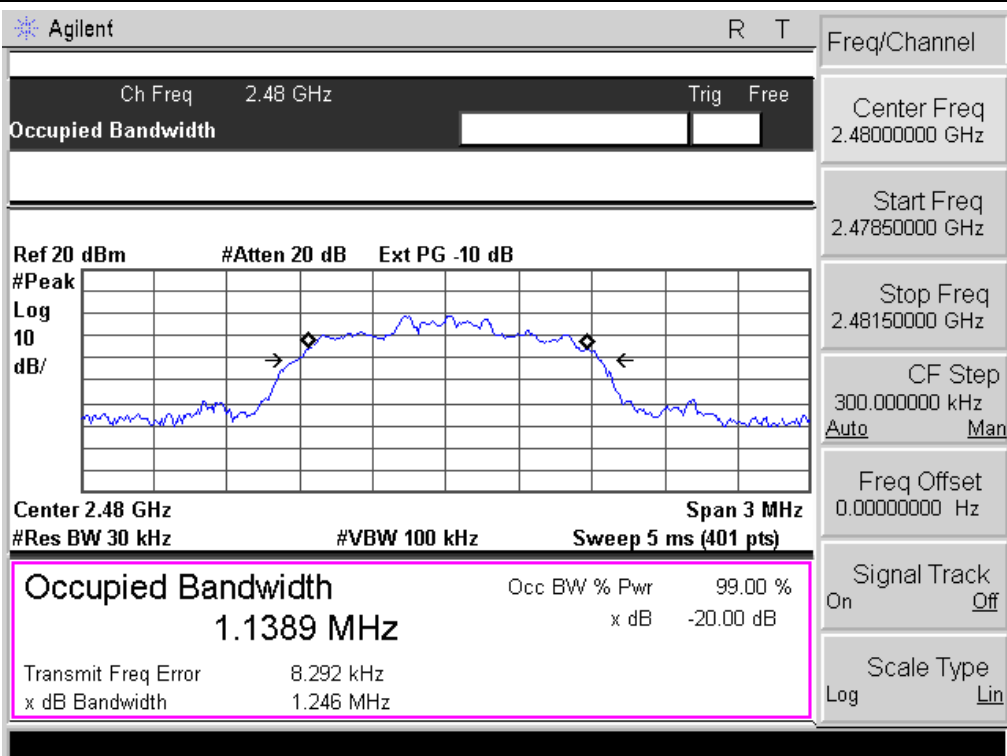 Agilent R T
Freq/Channel
Ch Freq 2.48 GHz Trig Free
Occupied Bandwidth
Center Freq
2.48000000 GHz
Start Freq
2.47850000 GHz
Ref 20 dBm #Atten 20 dB Ext PG -10 dB
#Peak
Log
10
dB/
Stop Freq
2.48150000 GHz
CF Step
300.000000 kHz
Auto Man
Freq Offset
0.00000000 Hz
Center 2.48 GHz Span 3 MHz
#Res BW 30 kHz #VBW 100 kHz Sweep 5 ms (401 pts)
Occupied Bandwidth Occ BW % Pwr 99.00 %
1.1389 MHz x dB -20.00 dB
Transmit Freq Error 8.292 kHz
x dB Bandwidth 1.246 MHz
Signal Track
On Off
Scale Type
Log Lin